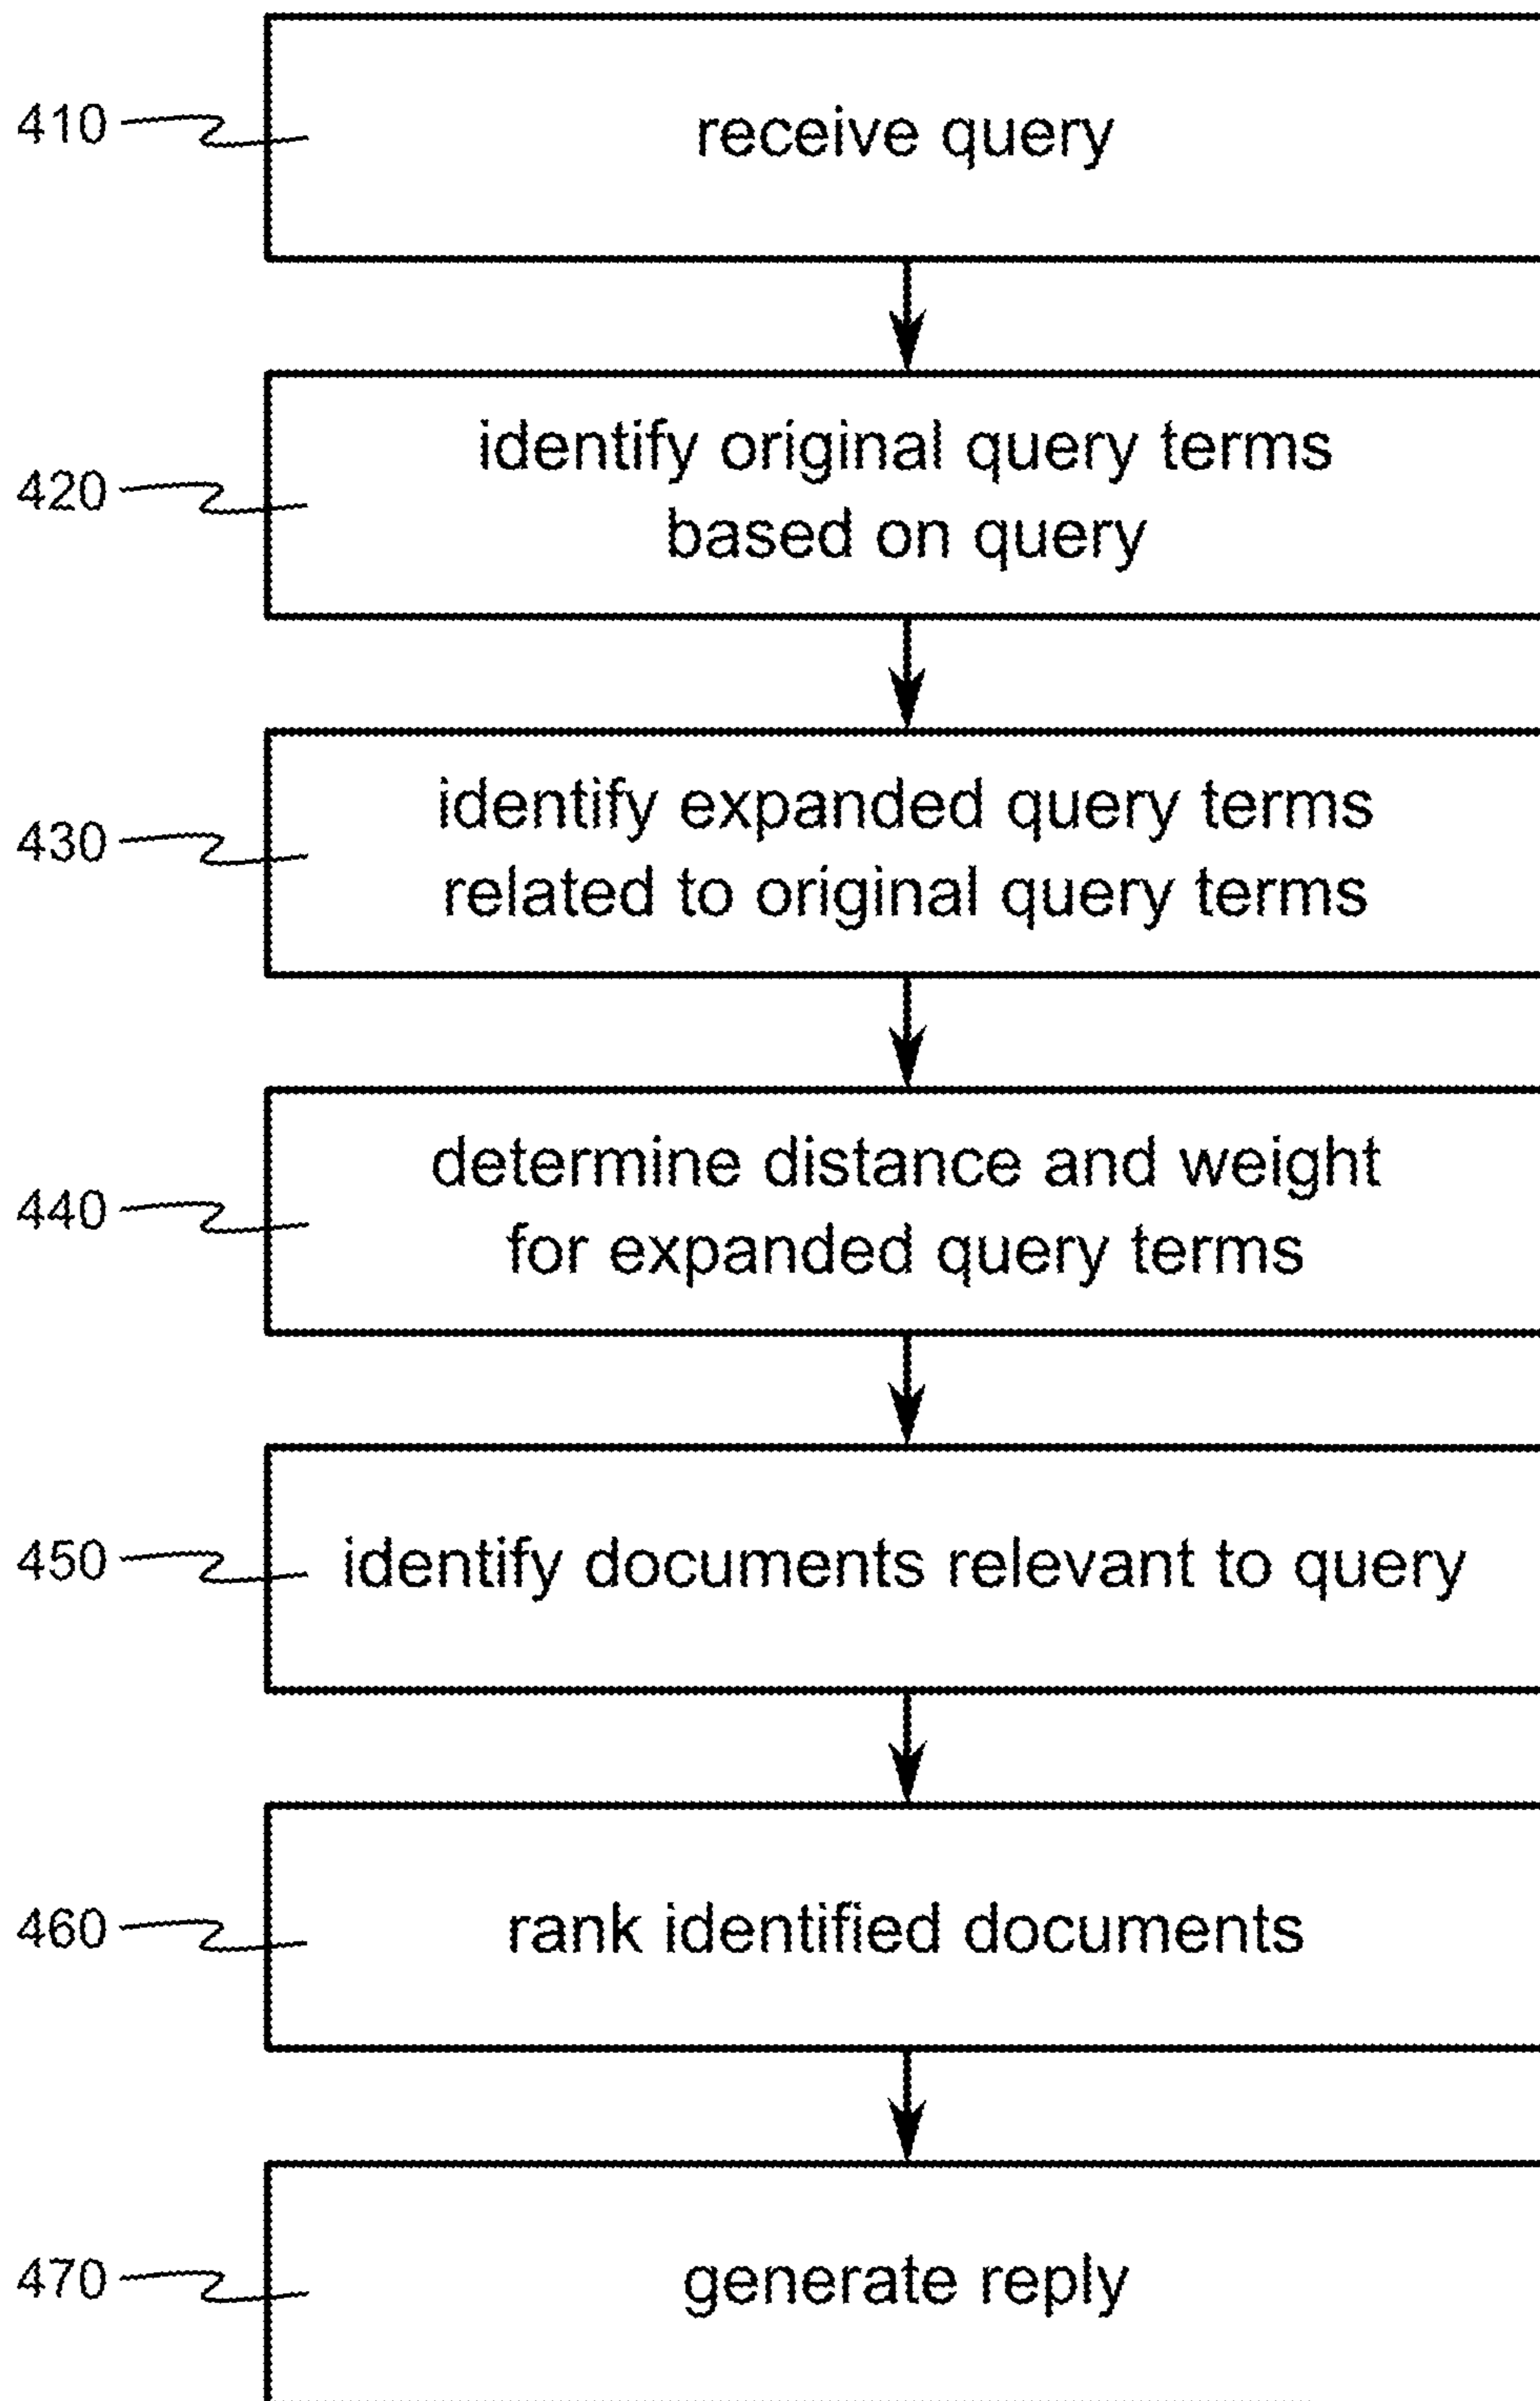 410
receive query
420
identify original query terms
based on query
430
identify expanded query terms
related to original query terms
440
determine distance and weight
for expanded query terms
450
identify documents relevant to query
460
rank identified documents
470
generate reply